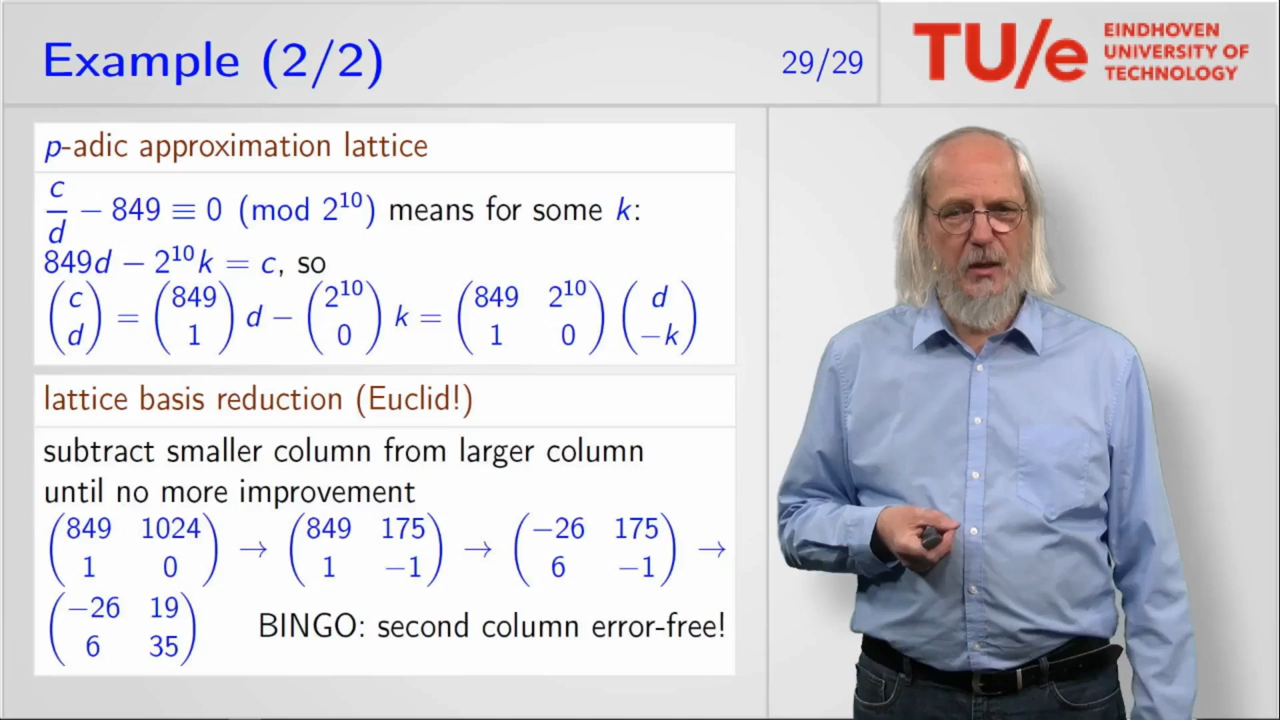 Example (2/2)
29/29
TU/e
EINDHOVEN
UNIVERSITY OF
TECHNOLOGY
p-adic approximation lattice
c/d − 849 ≡ 0 (mod 2^10) means for some k:
849d − 2^10 k = c, so
(c d) = (849 1) d − (2^10 0) k = (849 2^10 1 0) (d −k)
lattice basis reduction (Euclid!)
subtract smaller column from larger column
until no more improvement
(849 1024 1 0) → (849 175 1 −1) → (−26 175 6 −1) →
(−26 19 6 35) BINGO: second column error-free!